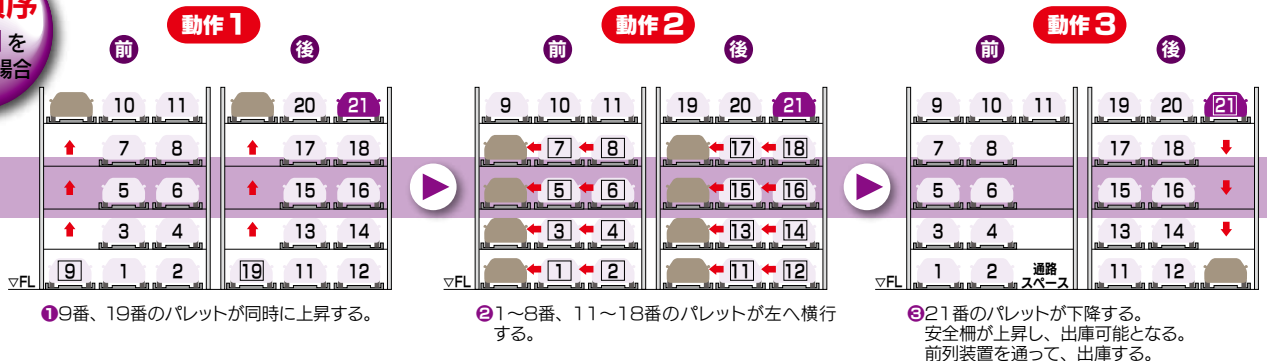 順序
を
場合
動作1
前 後
10 11 20 21
7 8 17 18
5 6 15 16
3 4 13 14
▽FL 9 1 2 19 11 12
❶9番、19番のパレットが同時に上昇する。
動作2
前 後
9 10 11 19 20 21
7 8 17 18
5 6 15 16
3 4 13 14
▽FL 1 2 11 12
❷1〜8番、11〜18番のパレットが左へ横行
する。
動作3
前 後
9 10 11 19 20 21
7 8 17 18
5 6 15 16
3 4 13 14
▽FL 1 2 通路
スペース 11 12
❸21番のパレットが下降する。
安全柵が上昇し、出庫可能となる。
前列装置を通って、出庫する。